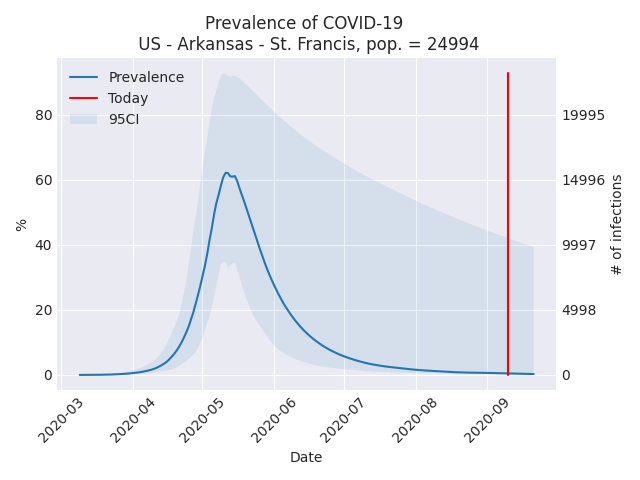 Prevalence of COVID-19
US - Arkansas - St. Francis, pop. = 24994
Prevalence
Today
95CI
80
60
40
20
0
%
19995
14996
9997
4998
0
# of infections
2020-03
2020-04
2020-05
2020-06
2020-07
2020-08
2020-09
Date